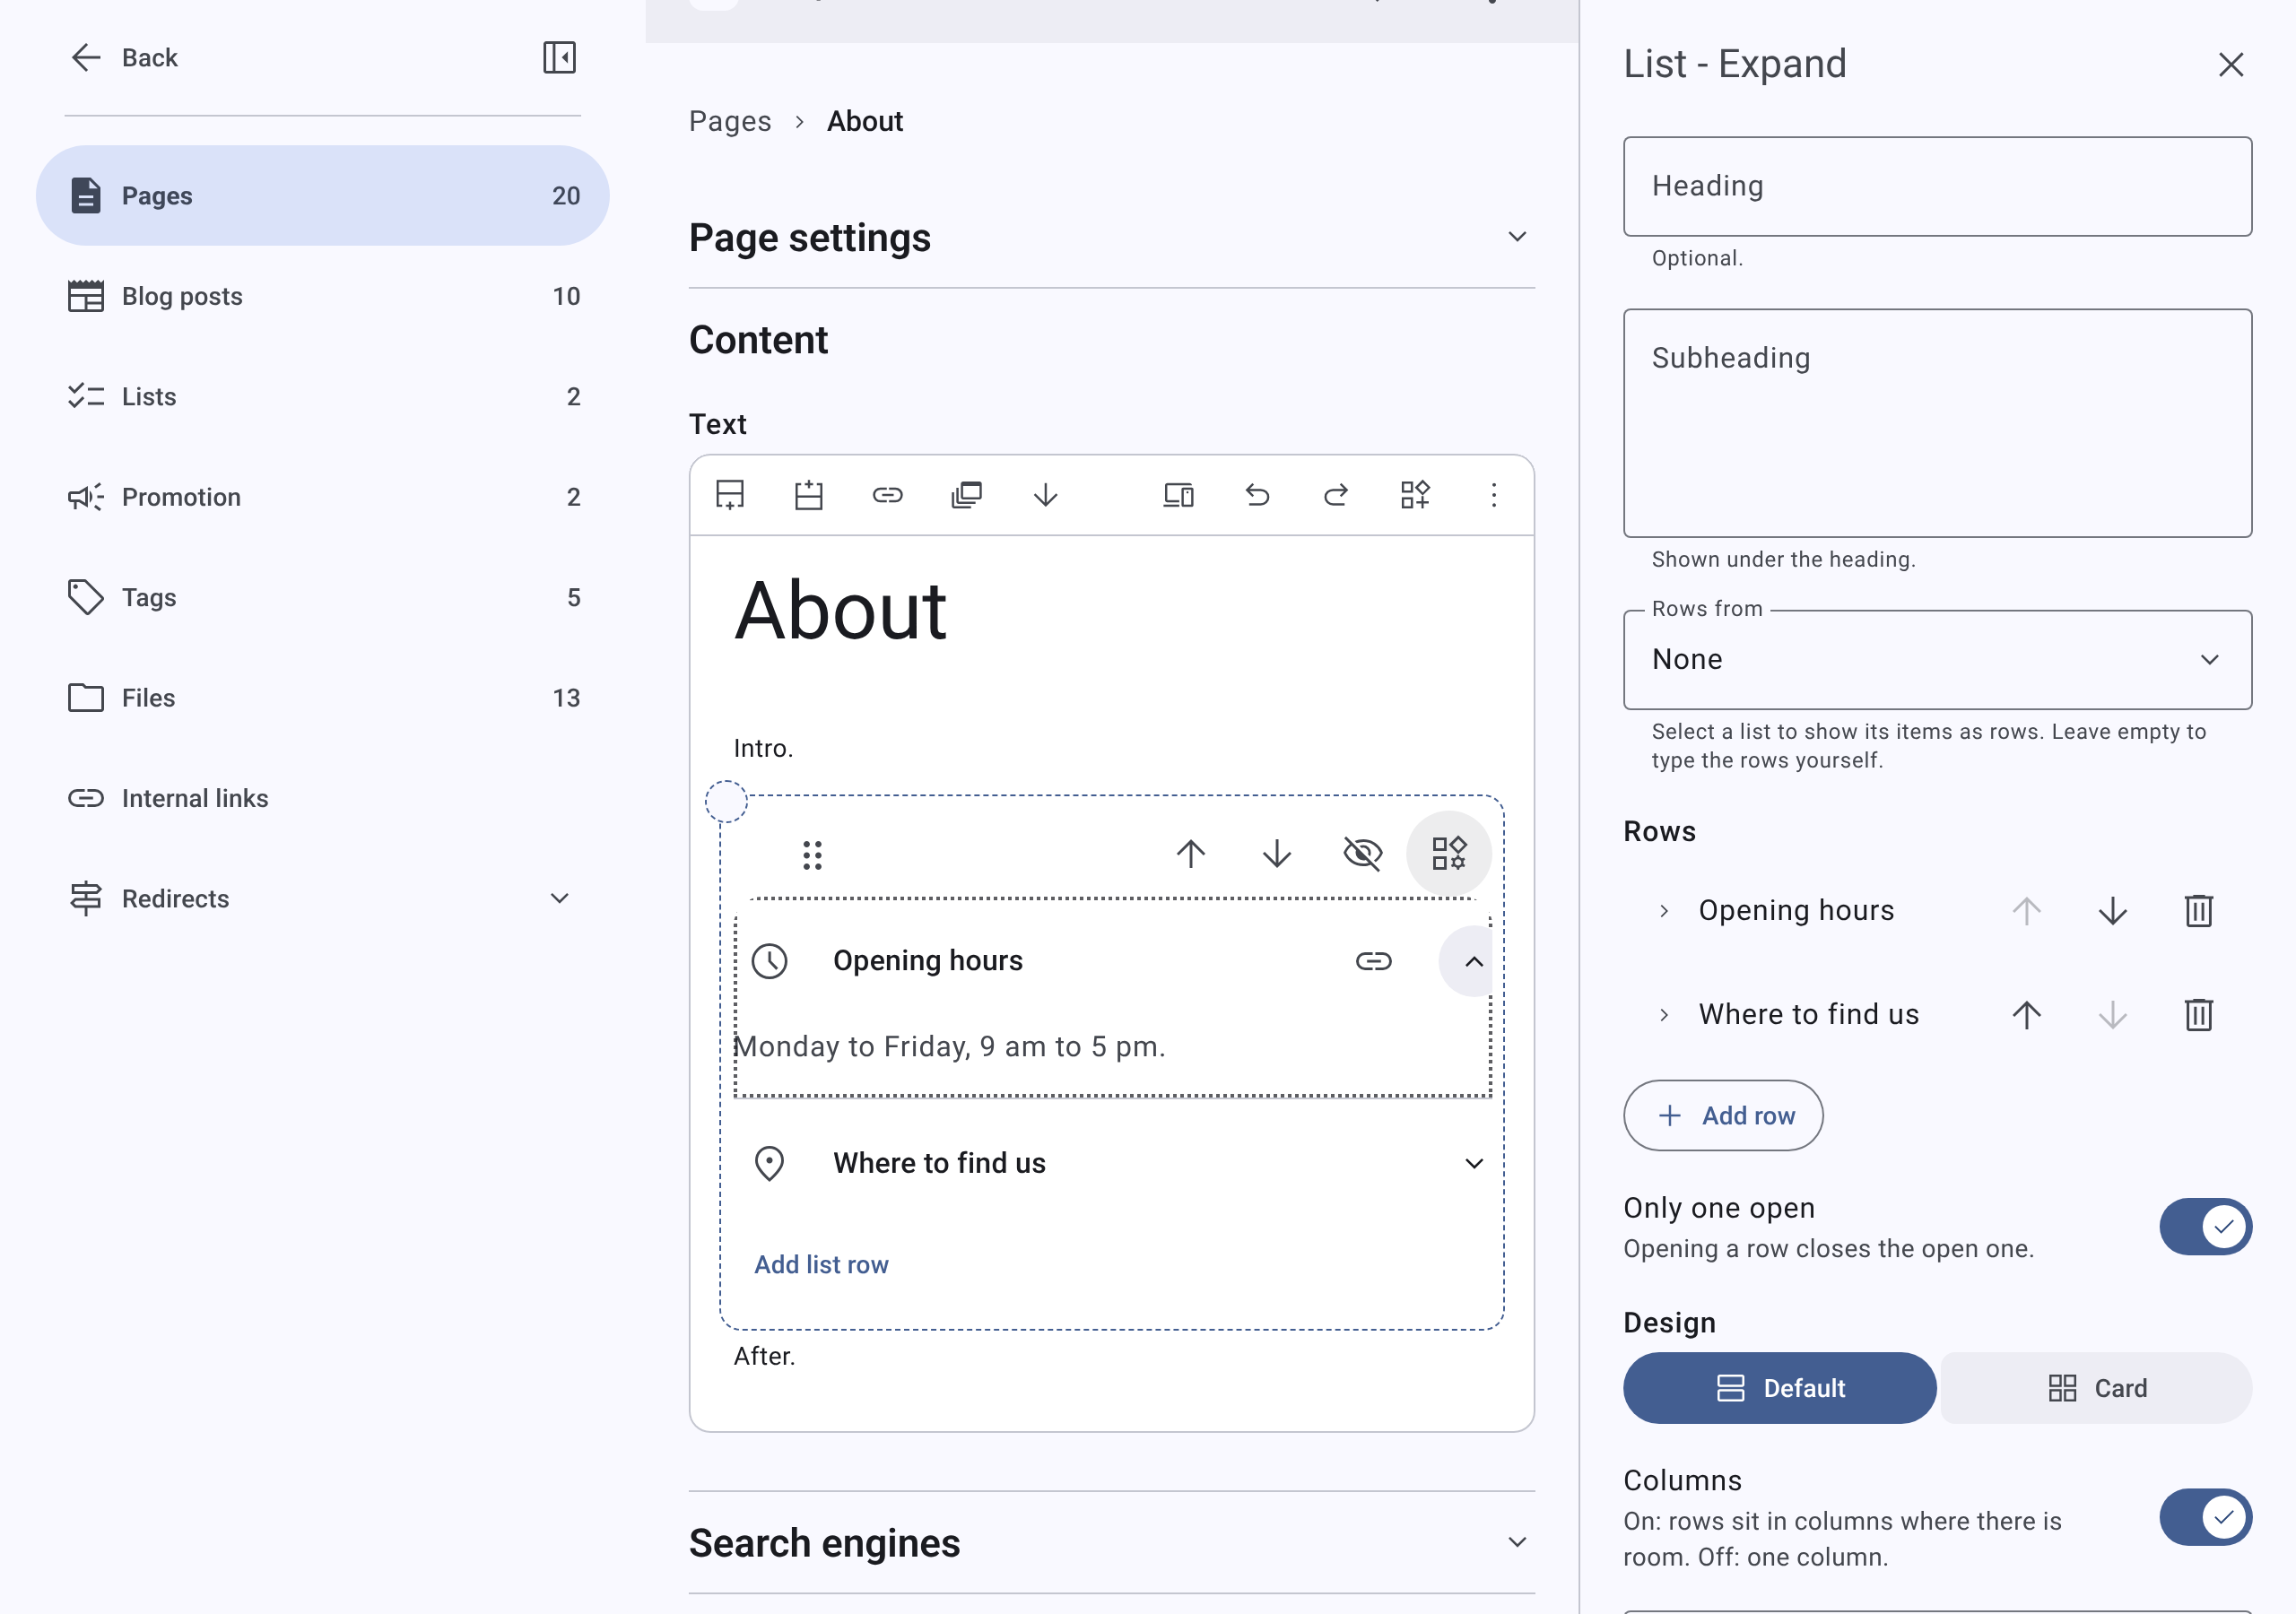 Back
Pages 20
Blog posts 10
Lists 2
Promotion 2
Tags 5
Files 13
Internal links
Redirects
Pages > About
Page settings
Content
Text
About
Intro.
Opening hours
Monday to Friday, 9 am to 5 pm.
Where to find us
Add list row
After.
Search engines
List - Expand
Heading
Optional.
Subheading
Shown under the heading.
Rows from
None
Select a list to show its items as rows. Leave empty to
type the rows yourself.
Rows
Opening hours
Where to find us
Add row
Only one open
Opening a row closes the open one.
Design
Default Card
Columns
On: rows sit in columns where there is
room. Off: one column.